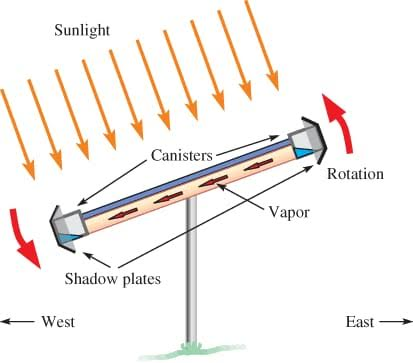 Sunlight
Canisters
Rotation
Vapor
Shadow plates
West
East